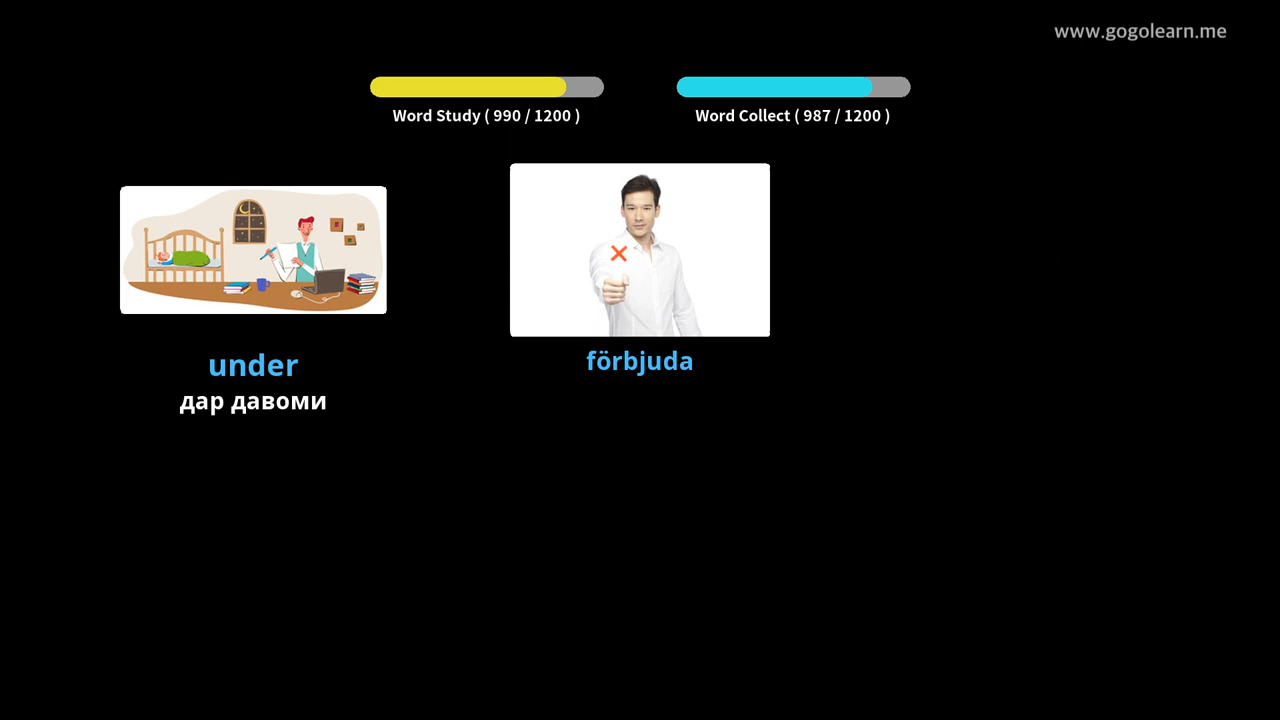 www.gogolearn.me
Word Study ( 990 / 1200 )
Word Collect ( 987 / 1200 )
under
дар давоми
förbjuda